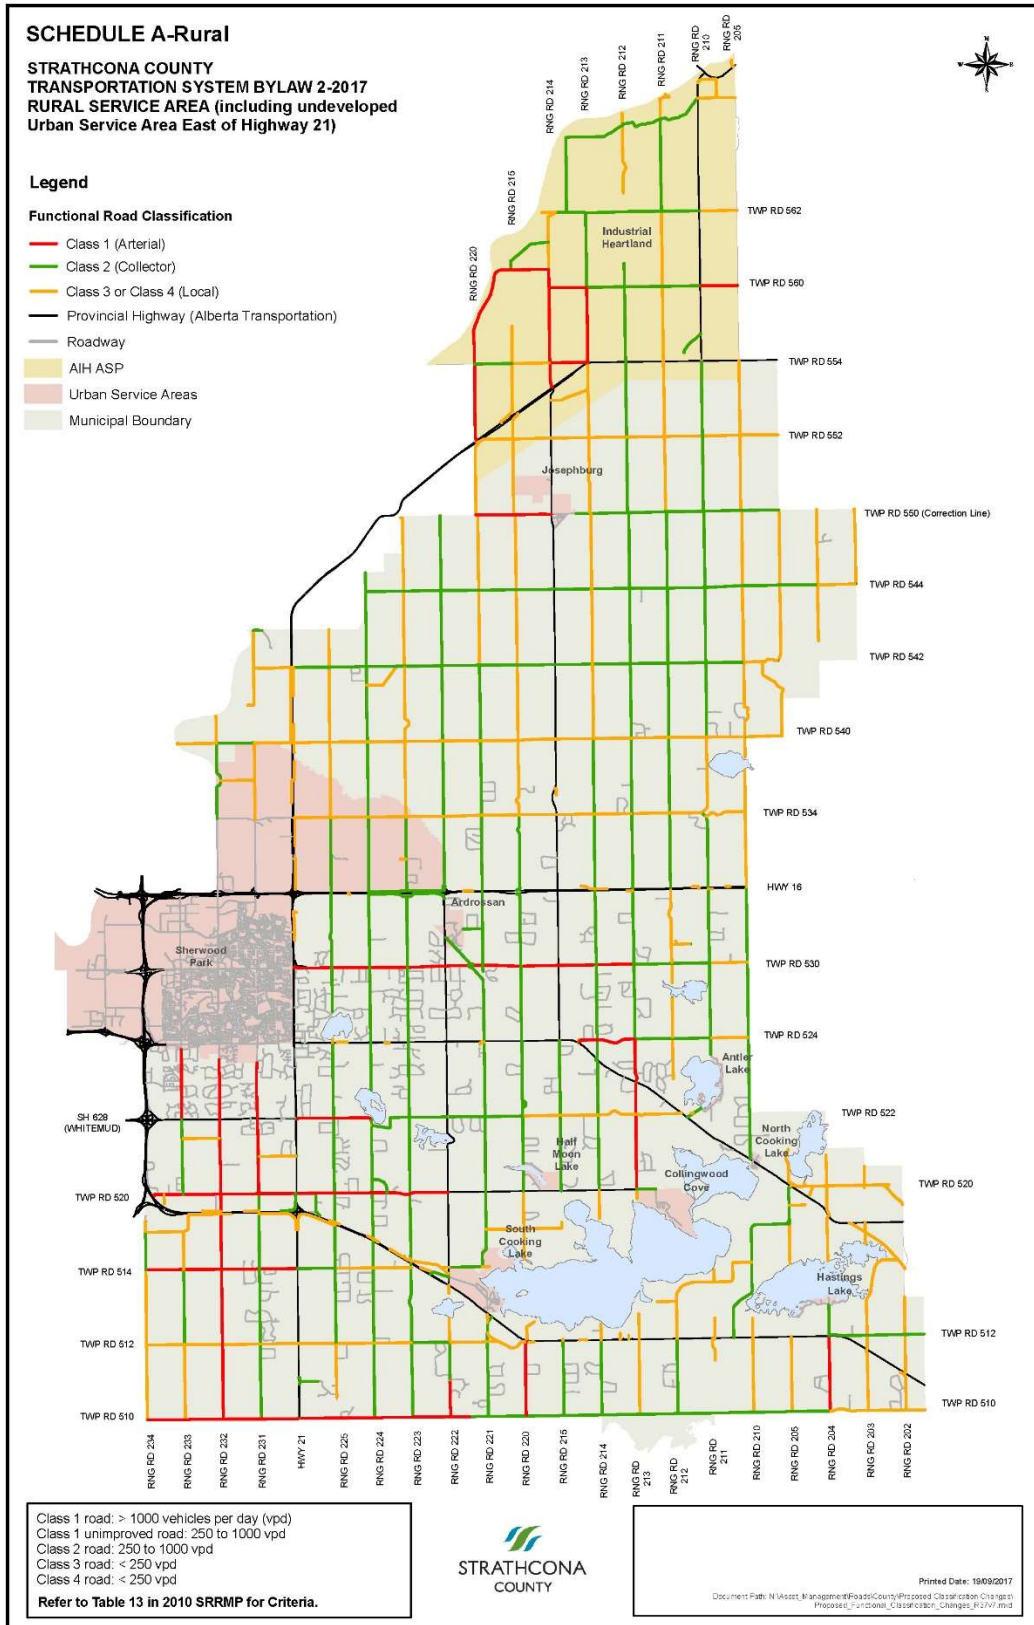 SCHEDULE A-Rural
STRATHCONA COUNTY
TRANSPORTATION SYSTEM BYLAW 2-2017
RURAL SERVICE AREA (including undeveloped
Urban Service Area East of Highway 21)
Legend
Functional Road Classification
Class 1 (Arterial)
Class 2 (Collector)
Class 3 or Class 4 (Local)
Provincial Highway (Alberta Transportation)
Roadway
AIH ASP
Urban Service Areas
Municipal Boundary
RNG RD 220
RNG RD 215
RNG RD 214
RNG RD 213
RNG RD 212
RNG RD 211
RNG RD 210
RNG RD 205
N
E
S
W
TWP RD 562
Industrial
Heartland
TWP RD 560
TWP RD 554
TWP RD 552
Josephburg
TWP RD 550 (Correction Line)
TWP RD 544
TWP RD 542
TWP RD 540
TWP RD 534
HWY 16
Ardrossan
Sherwood
Park
TWP RD 530
TWP RD 524
Antler
Lake
SH 628
(WHITEMUD)
TWP RD 522
North
Cooking
Lake
Half
Moon
Lake
Collingwood
Cove
TWP RD 520
TWP RD 520
South
Cooking
Lake
TWP RD 514
Hastings
Lake
TWP RD 512
TWP RD 512
TWP RD 510
TWP RD 510
RNG RD 234
RNG RD 233
RNG RD 232
RNG RD 231
HWY 21
RNG RD 225
RNG RD 224
RNG RD 223
RNG RD 222
RNG RD 221
RNG RD 220
RNG RD 215
RNG RD 214
RNG RD 213
RNG RD 212
RNG RD 211
RNG RD 210
RNG RD 205
RNG RD 204
RNG RD 203
RNG RD 202
Class 1 road: > 1000 vehicles per day (vpd)
Class 1 unimproved road: 250 to 1000 vpd
Class 2 road: 250 to 1000 vpd
Class 3 road: < 250 vpd
Class 4 road: < 250 vpd
Refer to Table 13 in 2010 SRRMP for Criteria.
STRATHCONA
COUNTY
Printed Date: 19/09/2017
Document Path: N:\Asset_Management\Roads\County\Proposed Classification Changes\